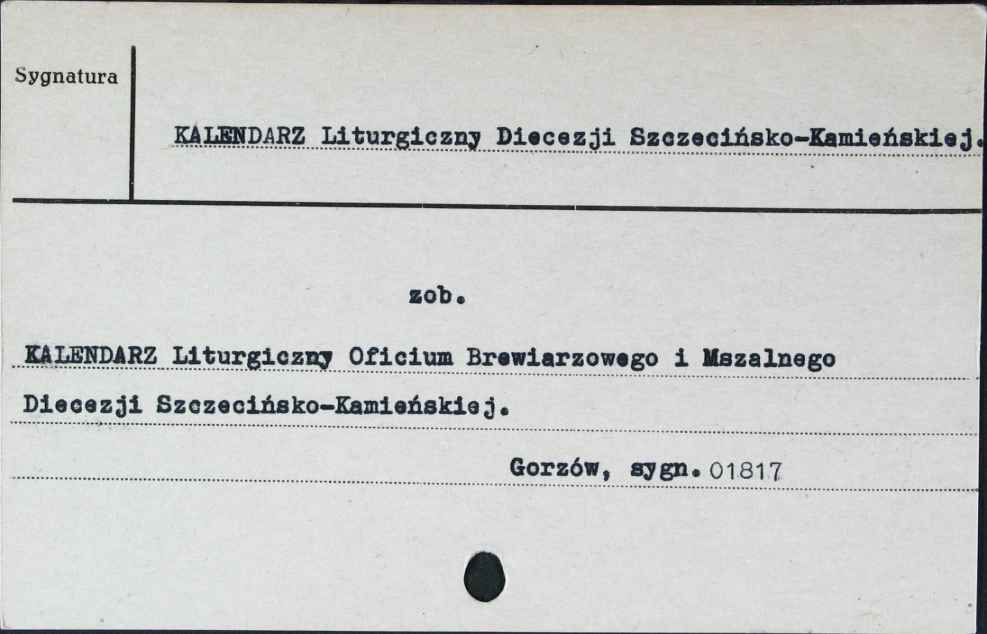 Sygnatura
KALENDARZ Liturgiczny Diecezji Szczecińsko-Kamieńskiej.
zob.
KALENDARZ Liturgiczny Oficium Brewiarzowego i Mszalnego
Diecezji Szczecińsko-Kamieńskiej.
Gorzów, sygn. 01817